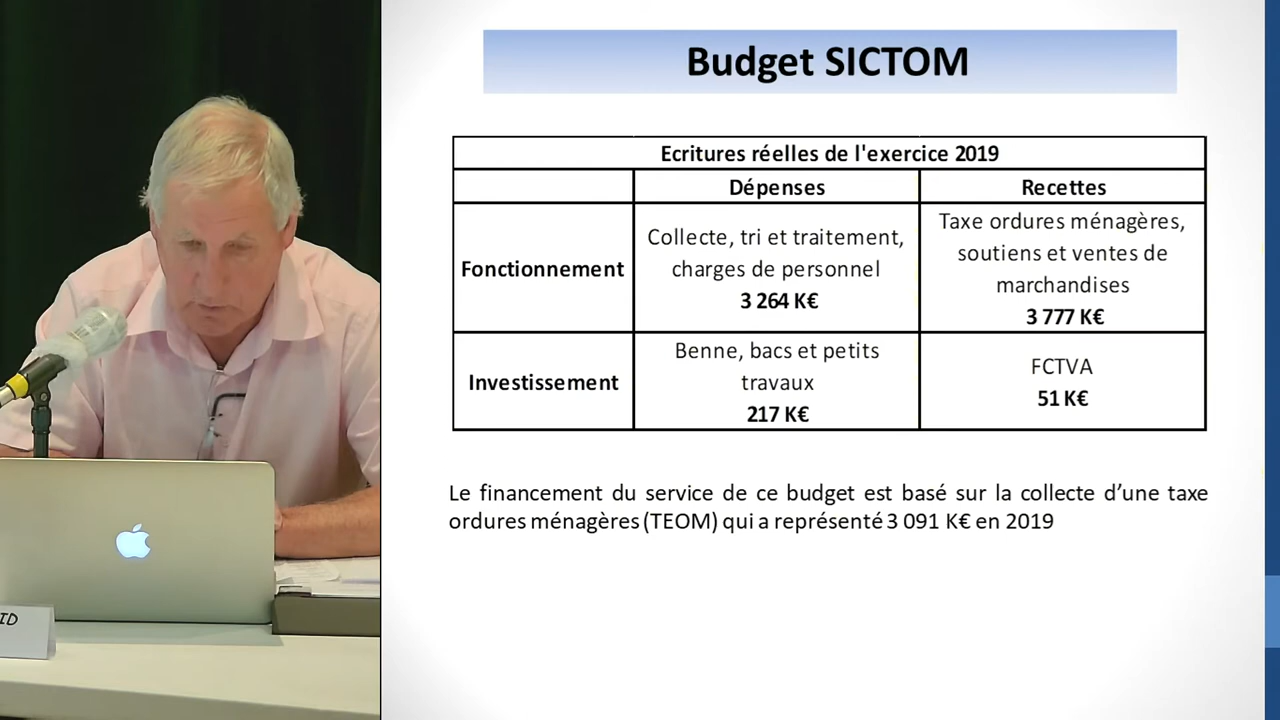 Budget SICTOM
Ecritures réelles de l'exercice 2019
Dépenses
Recettes
Fonctionnement
Collecte, tri et traitement,
charges de personnel
3 264 K€
Taxe ordures ménagères,
soutiens et ventes de
marchandises
3 777 K€
Investissement
Benne, bacs et petits
travaux
217 K€
FCTVA
51 K€
Le financement du service de ce budget est basé sur la collecte d’une taxe
ordures ménagères (TEOM) qui a représenté 3 091 K€ en 2019
ID